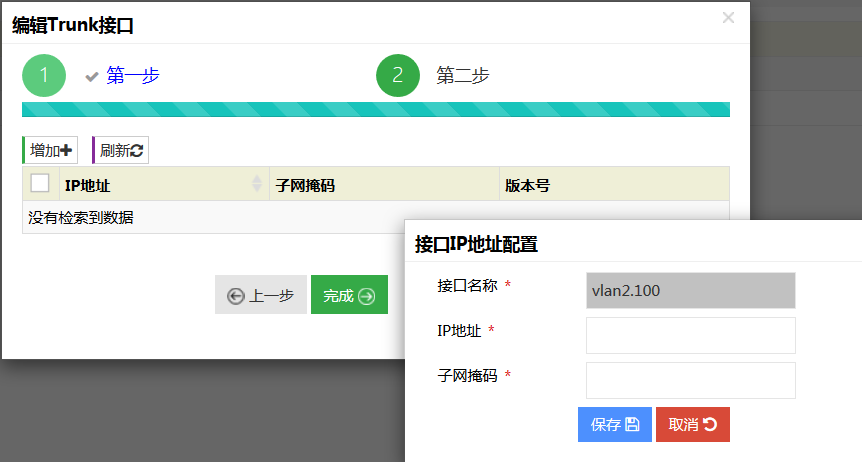 编辑Trunk接口
1 第一步 2 第二步
增加 刷新
IP地址 子网掩码 版本号
没有检索到数据
上一步 完成
接口IP地址配置
接口名称 * vlan2.100
IP地址 *
子网掩码 *
保存 取消